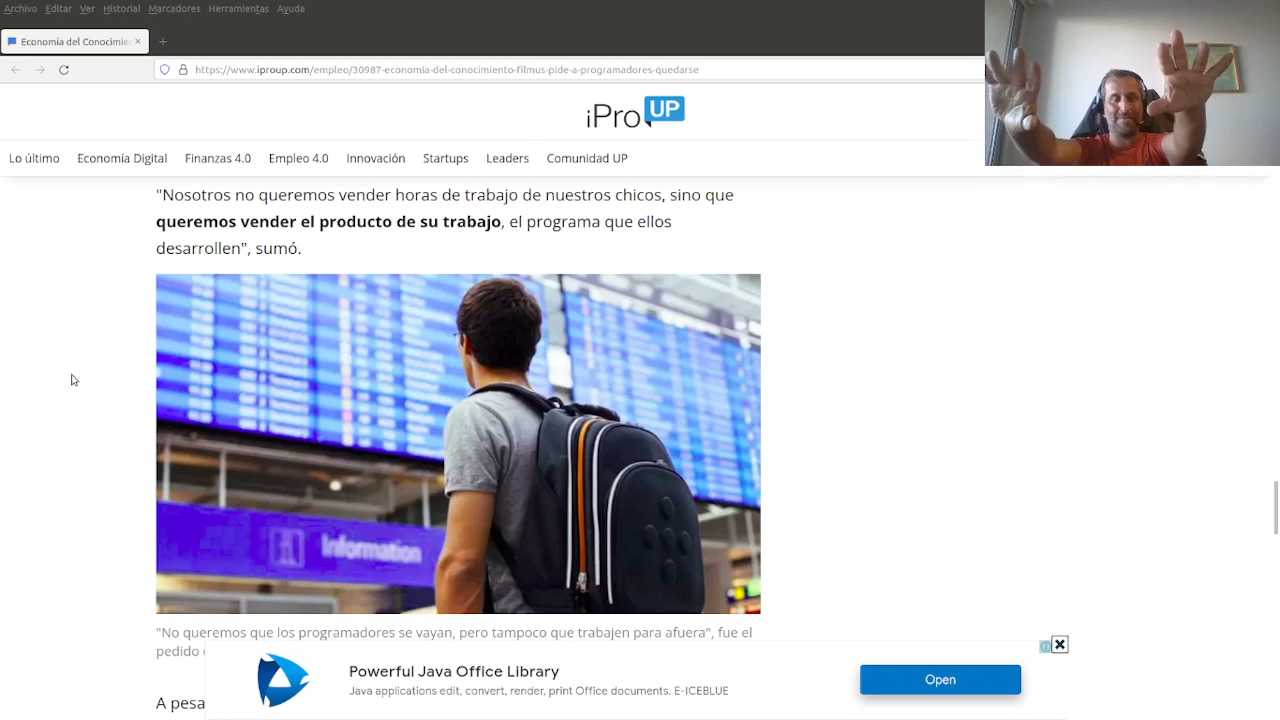 Archivo Editar Ver Historial Marcadores Herramientas Ayuda
Economía del Conocimie
https://www.iproup.com/empleo/30987-economia-del-conocimiento-filmus-pide-a-programadores-quedarse
iPro UP
Lo último Economía Digital Finanzas 4.0 Empleo 4.0 Innovación Startups Leaders Comunidad UP
"Nosotros no queremos vender horas de trabajo de nuestros chicos, sino que
queremos vender el producto de su trabajo, el programa que ellos
desarrollen", sumó.
Information
"No queremos que los programadores se vayan, pero tampoco que trabajen para afuera", fue el
pedido
Powerful Java Office Library
Java applications edit, convert, render, print Office documents. E-ICEBLUE
Open
A pesa